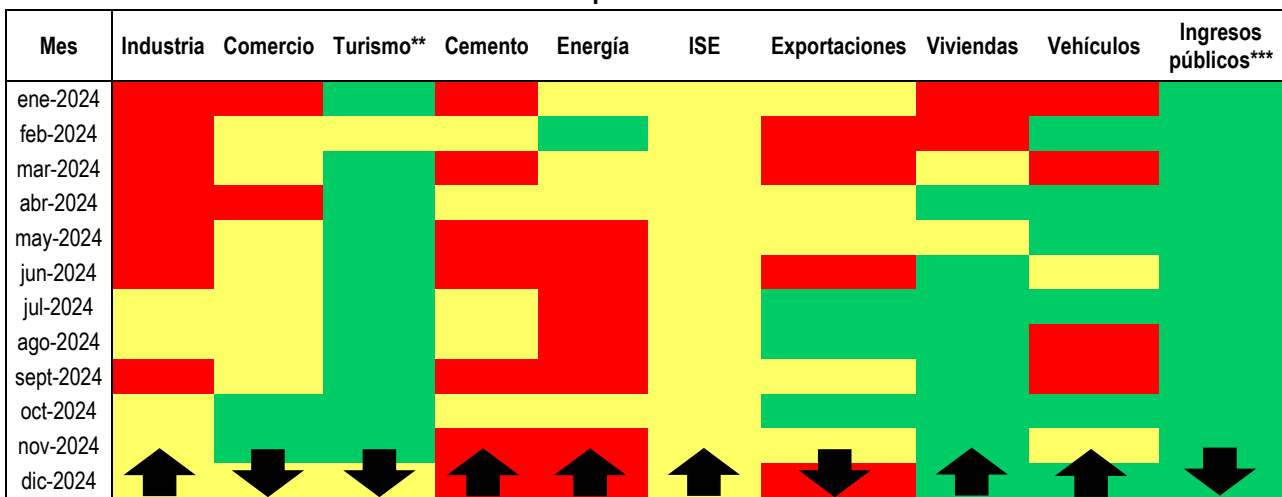 Mes Industria Comercio Turismo** Cemento Energía ISE Exportaciones Viviendas Vehículos Ingresos públicos***
ene-2024
feb-2024
mar-2024
abr-2024
may-2024
jun-2024
jul-2024
ago-2024
sept-2024
oct-2024
nov-2024
dic-2024